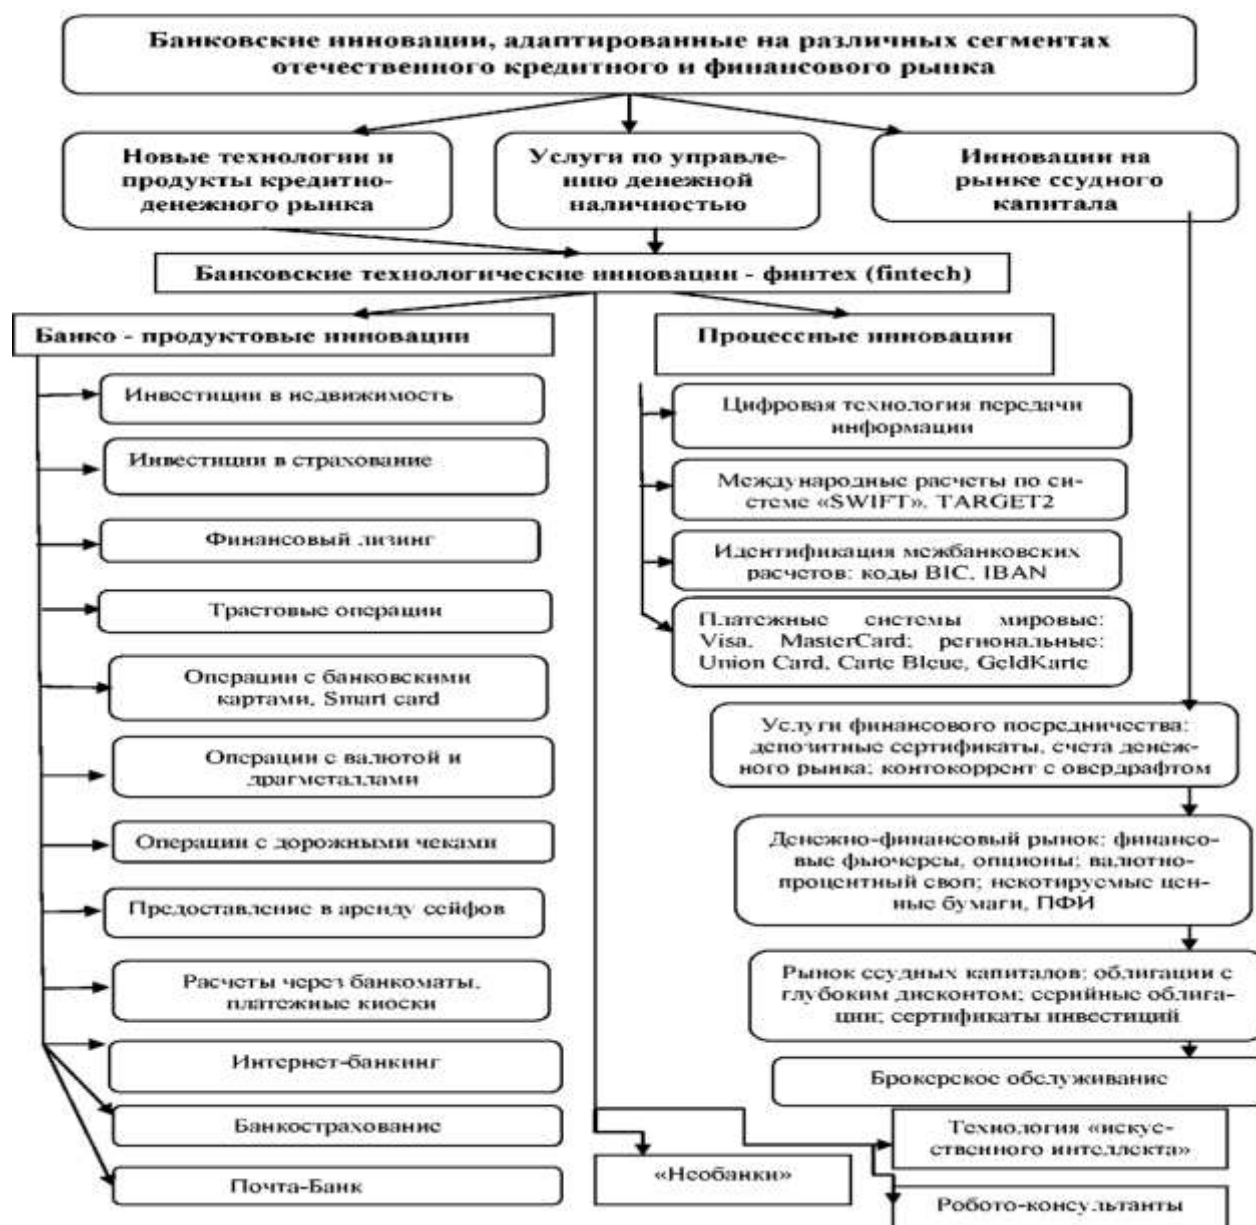 Банковские инновации, адаптированные на различных сегментах
отечественного кредитного и финансового рынка
Новые технологии и
продукты кредитно-
денежного рынка
Услуги по управле-
нию денежной
наличностью
Инновации на
рынке ссудного
капитала
Банковские технологические инновации - финтех (fintech)
Банко - продуктовые инновации
Инвестиции в недвижимость
Инвестиции в страхование
Финансовый лизинг
Трастовые операции
Операции с банковскими
картами, Smart card
Операции с валютой и
драгметаллами
Операции с дорожными чеками
Предоставление в аренду сейфов
Расчеты через банкоматы,
платежные киоски
Интернет-банкинг
Банкострахование
Почта-Банк
Процессные инновации
Цифровая технология передачи
информации
Международные расчеты по си-
стеме «SWIFT», TARGET2
Идентификация межбанковских
расчетов: коды BIC, IBAN
Платежные системы мировые:
Visa, MasterCard; региональные:
Union Card, Carte Bleue, GeldKarte
Услуги финансового посредничества:
депозитные сертификаты, счета денеж-
ного рынка; контокоррент с овердрафтом
Денежно-финансовый рынок: финансо-
вые фьючерсы, опционы; валютно-
процентный своп; некотируемые цен-
ные бумаги, ПФИ
Рынок ссудных капиталов: облигации с
глубоким дисконтом; серийные облига-
ции; сертификаты инвестиций
Брокерское обслуживание
«Необанки»
Технология «искус-
ственного интеллекта»
Робото-консультанты